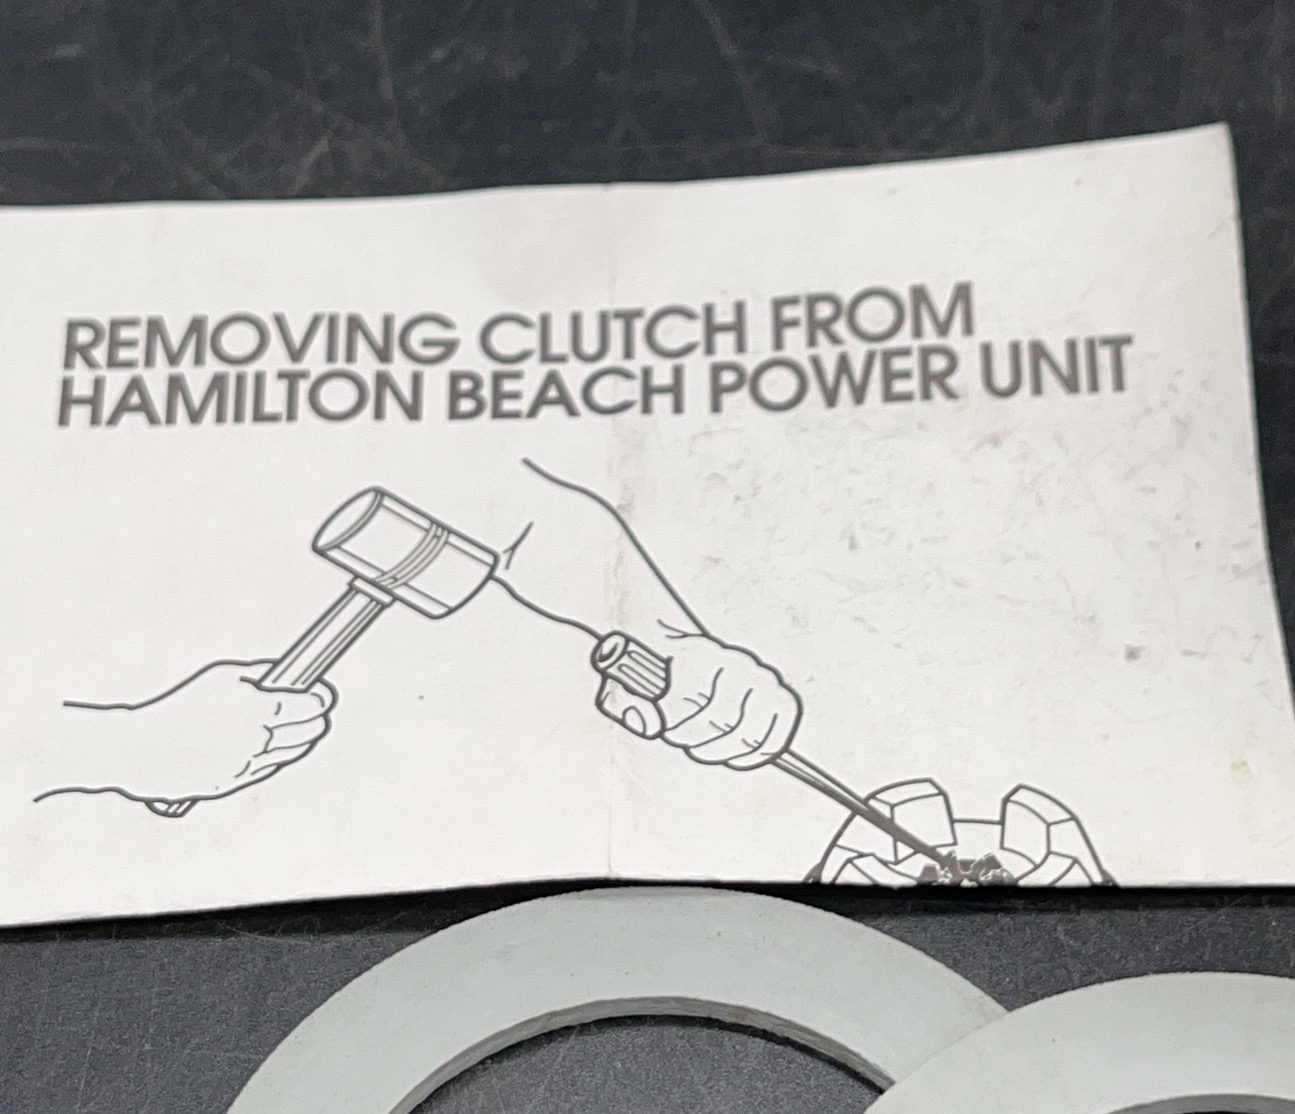 REMOVING CLUTCH FROM
HAMILTON BEACH POWER UNIT